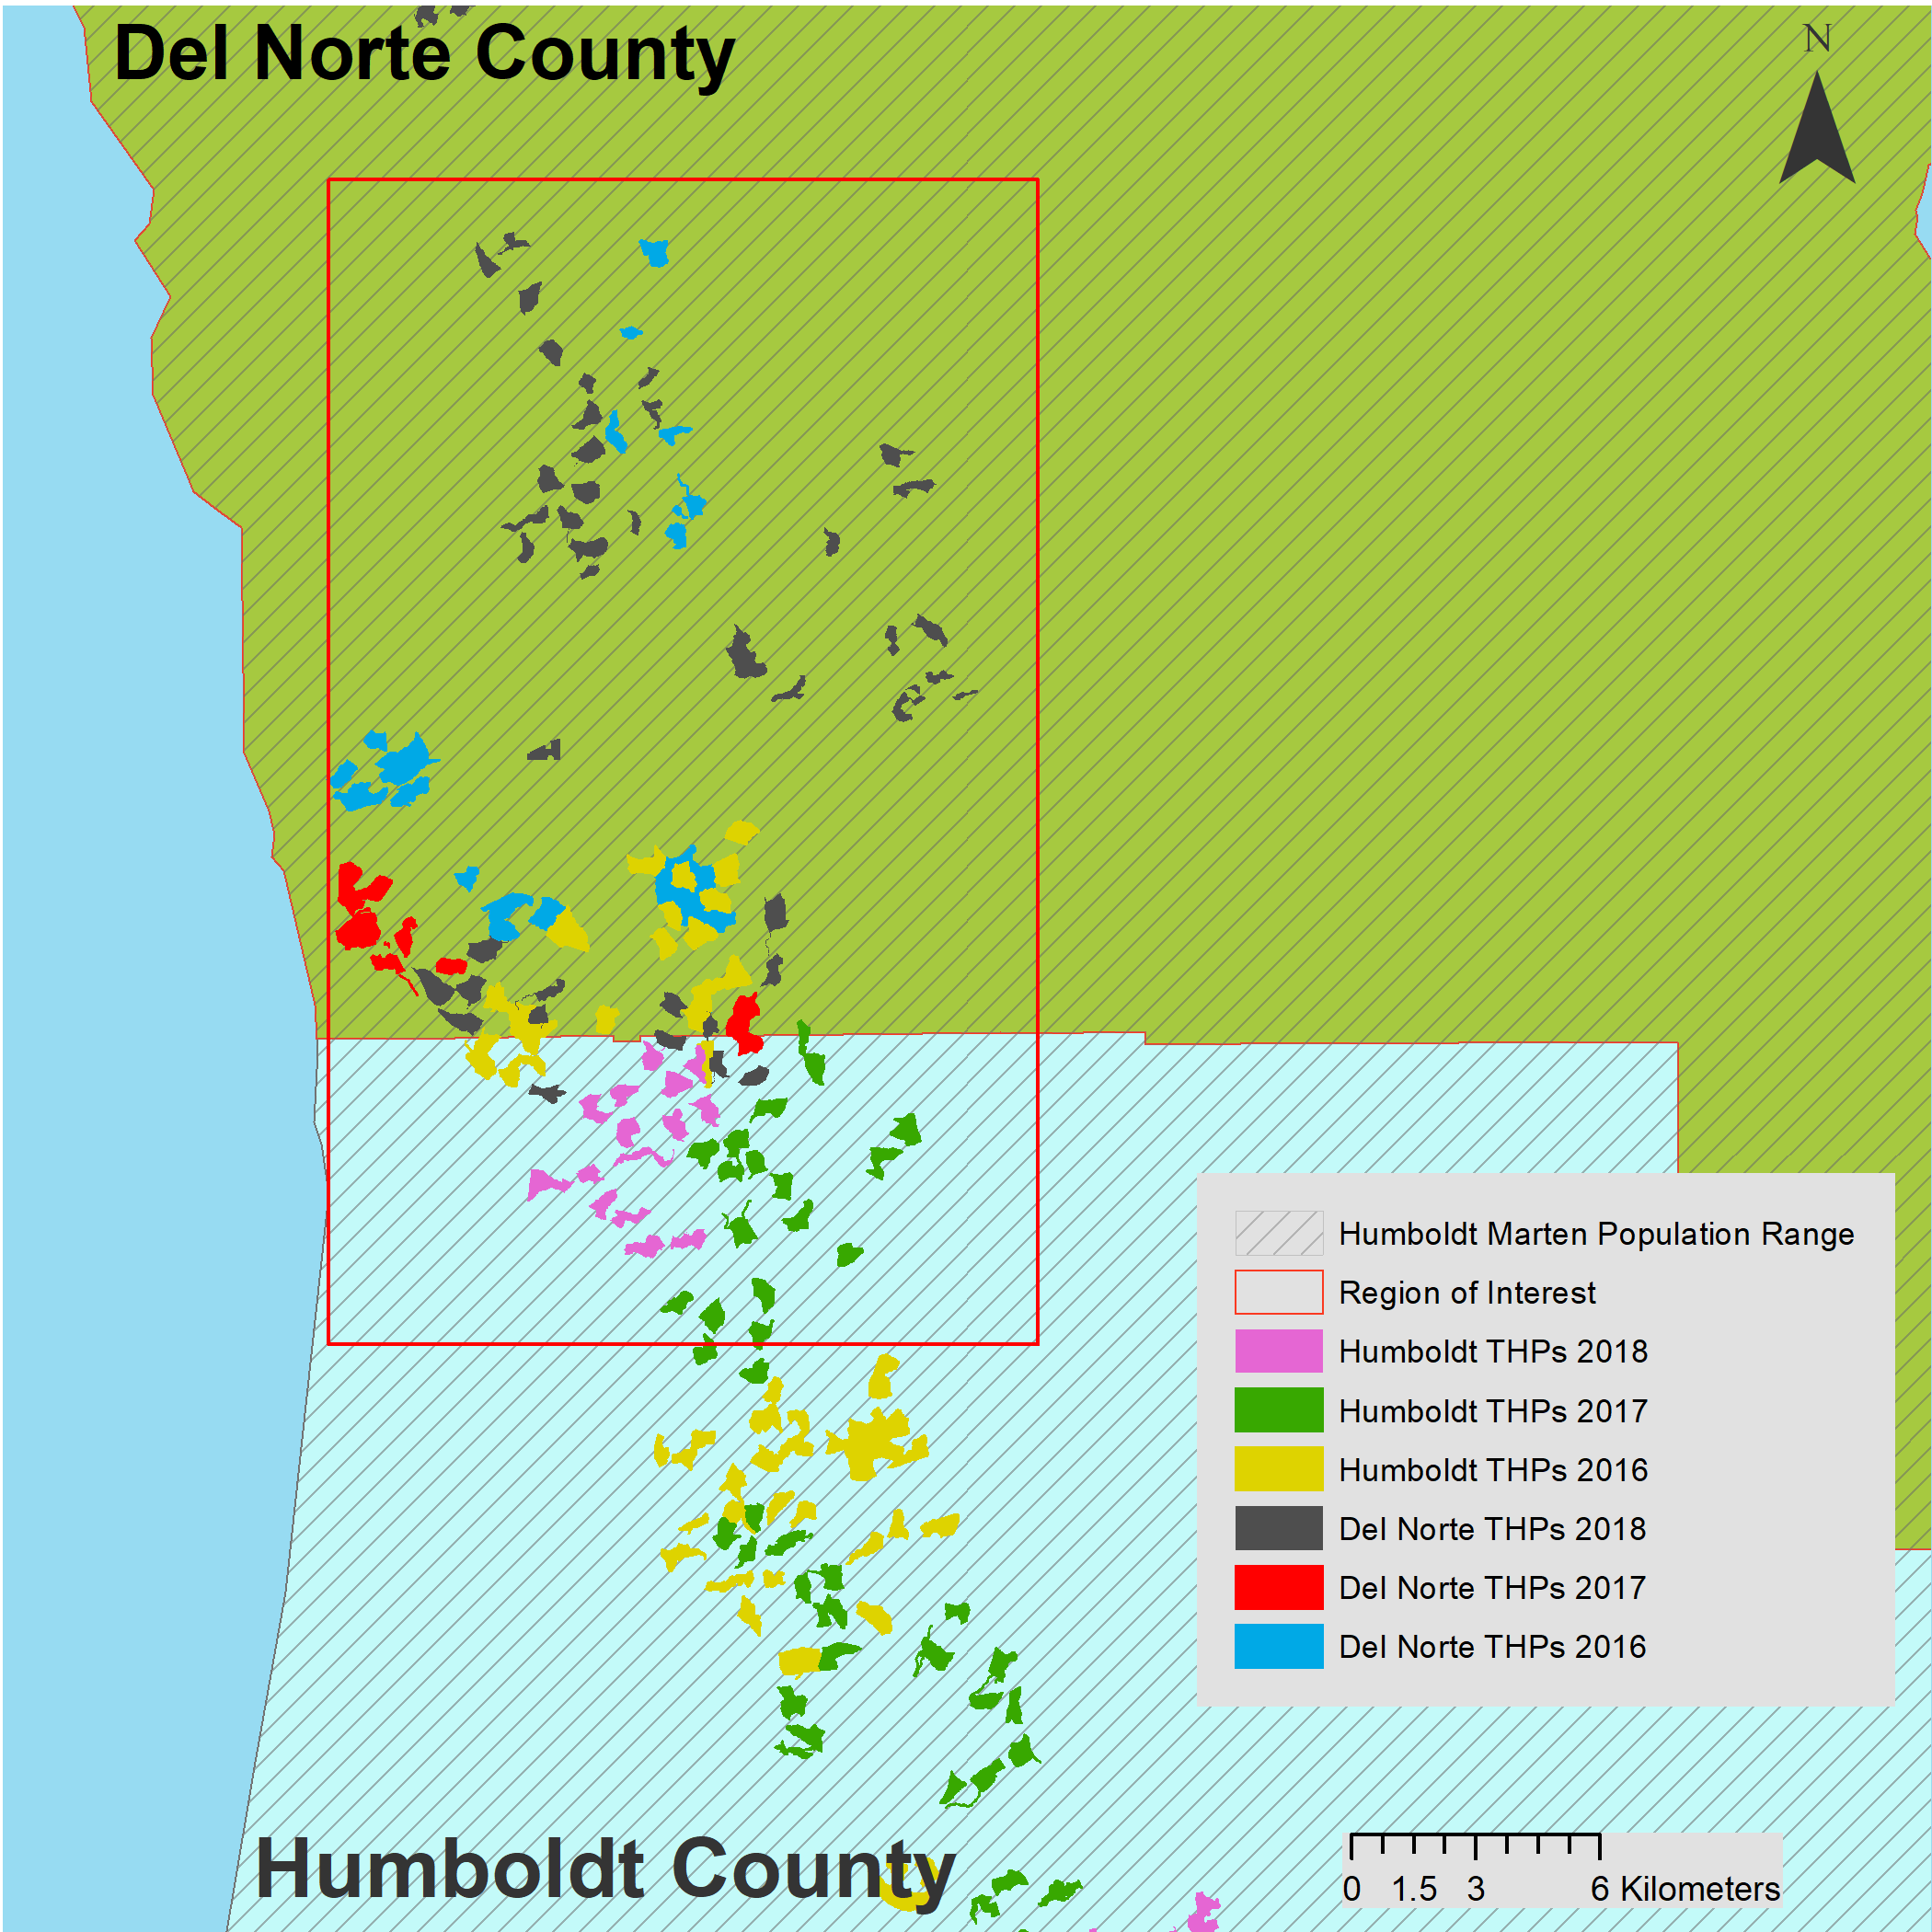 Del Norte County
N
Humboldt Marten Population Range
Region of Interest
Humboldt THPs 2018
Humboldt THPs 2017
Humboldt THPs 2016
Del Norte THPs 2018
Del Norte THPs 2017
Del Norte THPs 2016
Humboldt County
0 1.5 3 6 Kilometers